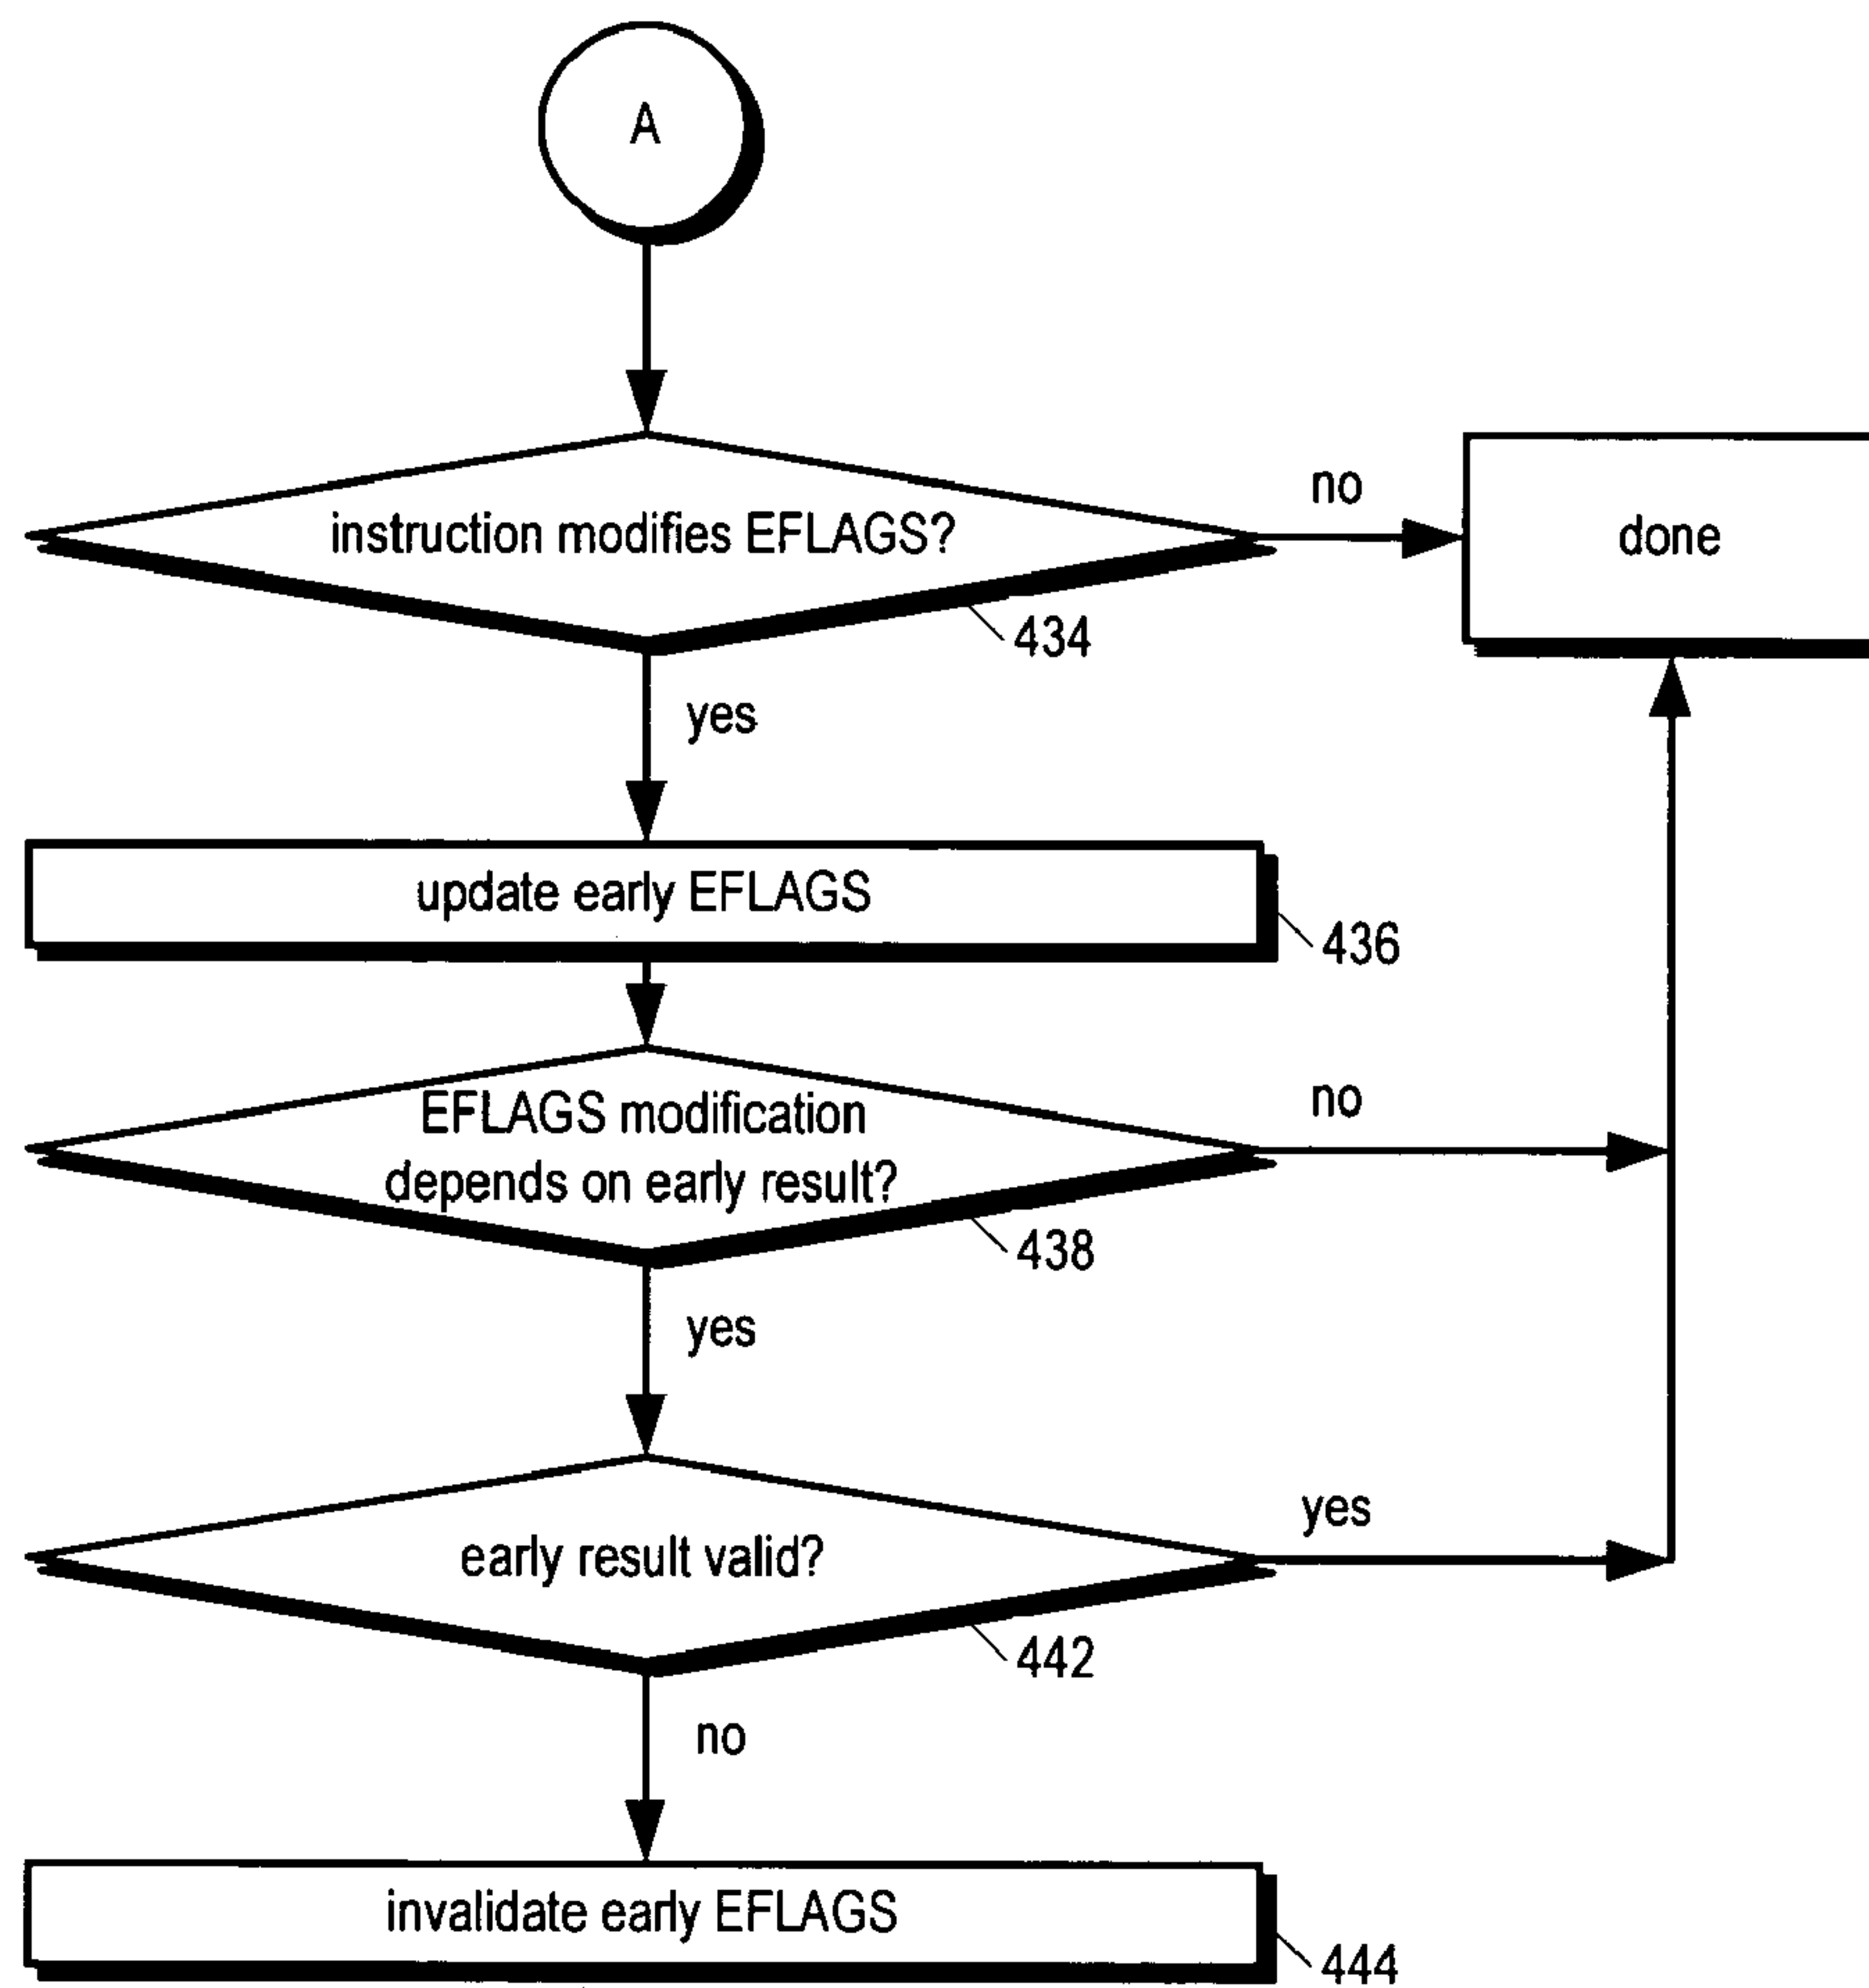 A
instruction modifies EFLAGS?
no
done
434
yes
update early EFLAGS
436
EFLAGS modification
depends on early result?
no
438
yes
early result valid?
yes
442
no
invalidate early EFLAGS
444